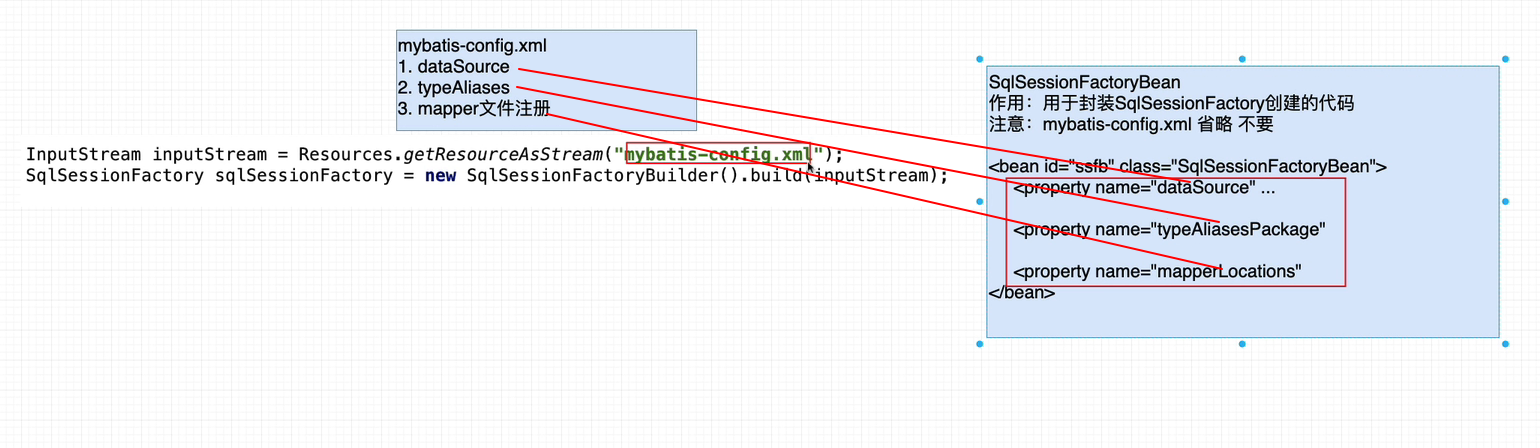 mybatis-config.xml
1. dataSource
2. typeAliases
3. mapper文件注册
InputStream inputStream = Resources.getResourceAsStream("mybatis-config.xml");
SqlSessionFactory sqlSessionFactory = new SqlSessionFactoryBuilder().build(inputStream);
SqlSessionFactoryBean
作用：用于封装SqlSessionFactory创建的代码
注意：mybatis-config.xml 省略 不要
<bean id="ssfb" class="SqlSessionFactoryBean">
<property name="dataSource" ...
<property name="typeAliasesPackage"
<property name="mapperLocations"
</bean>